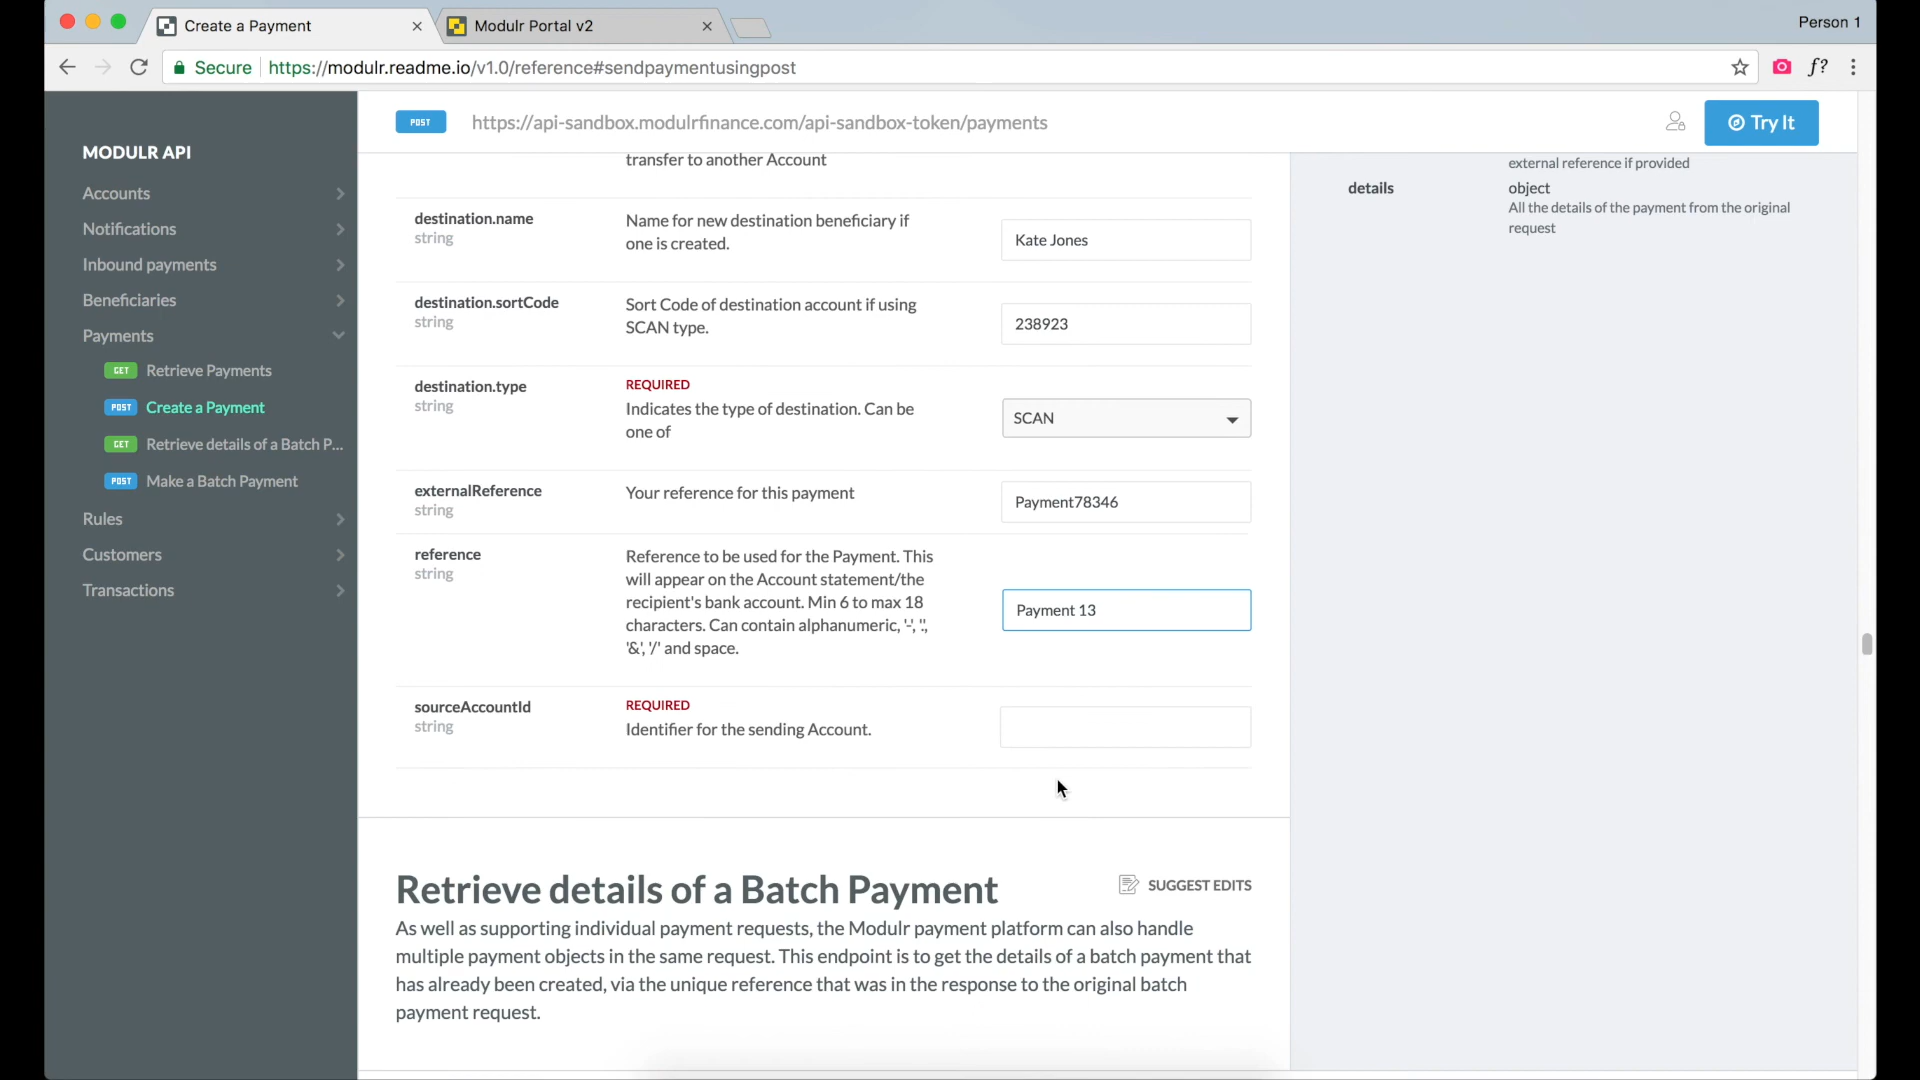 Create a Payment
Modulr Portal v2
Person 1
Secure https://modulr.readme.io/v1.0/reference#sendpaymentusingpost
f?
MODULR API
Accounts
Notifications
Inbound payments
Beneficiaries
Payments
GET Retrieve Payments
POST Create a Payment
GET Retrieve details of a Batch P...
POST Make a Batch Payment
Rules
Customers
Transactions
POST https://api-sandbox.modulrfinance.com/api-sandbox-token/payments
Try It
transfer to another Account
destination.name
string
Name for new destination beneficiary if
one is created.
Kate Jones
destination.sortCode
string
Sort Code of destination account if using
SCAN type.
238923
destination.type
string
REQUIRED
Indicates the type of destination. Can be
one of
SCAN
externalReference
string
Your reference for this payment
Payment78346
reference
string
Reference to be used for the Payment. This
will appear on the Account statement/the
recipient's bank account. Min 6 to max 18
characters. Can contain alphanumeric, '-', '.',
'&', '/' and space.
Payment 13
sourceAccountId
string
REQUIRED
Identifier for the sending Account.
external reference if provided
details
object
All the details of the payment from the original
request
Retrieve details of a Batch Payment
SUGGEST EDITS
As well as supporting individual payment requests, the Modulr payment platform can also handle
multiple payment objects in the same request. This endpoint is to get the details of a batch payment that
has already been created, via the unique reference that was in the response to the original batch
payment request.